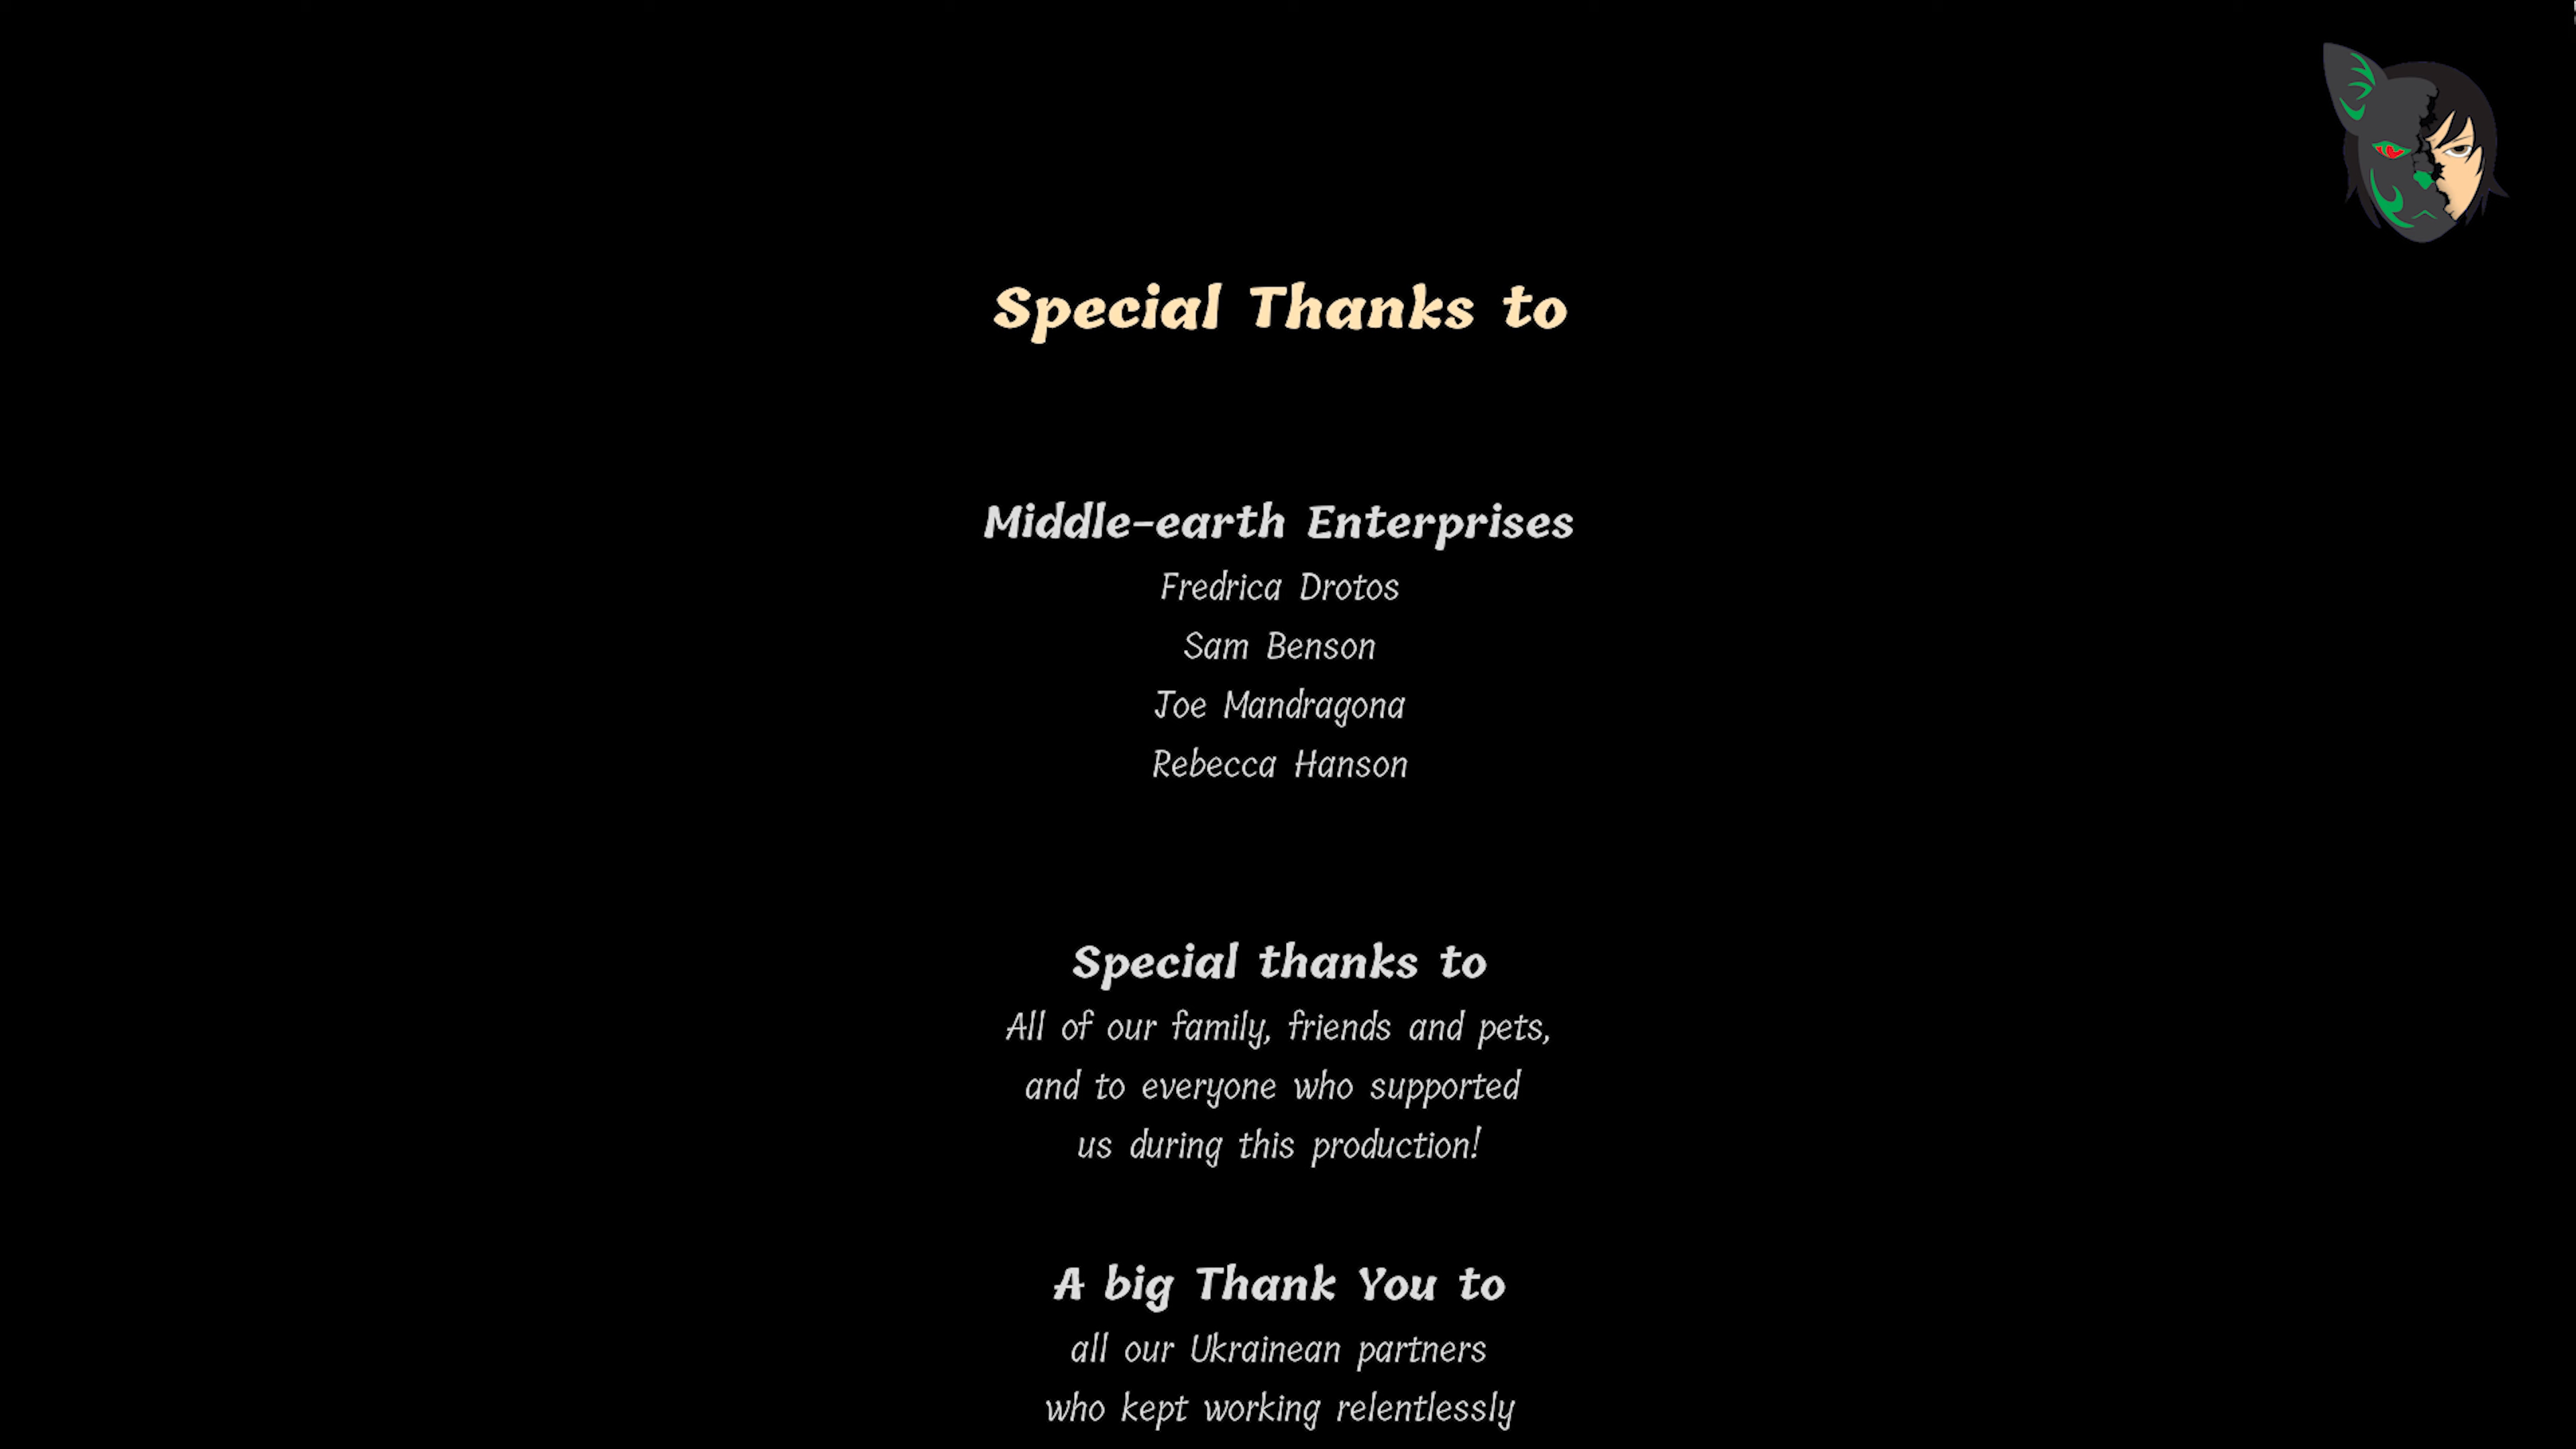 Special Thanks to
Middle-earth Enterprises
Fredrica Drotos
Sam Benson
Joe Mandragona
Rebecca Hanson
Special thanks to
All of our family, friends and pets,
and to everyone who supported
us during this production!
A big Thank You to
all our Ukrainean partners
who kept working relentlessly